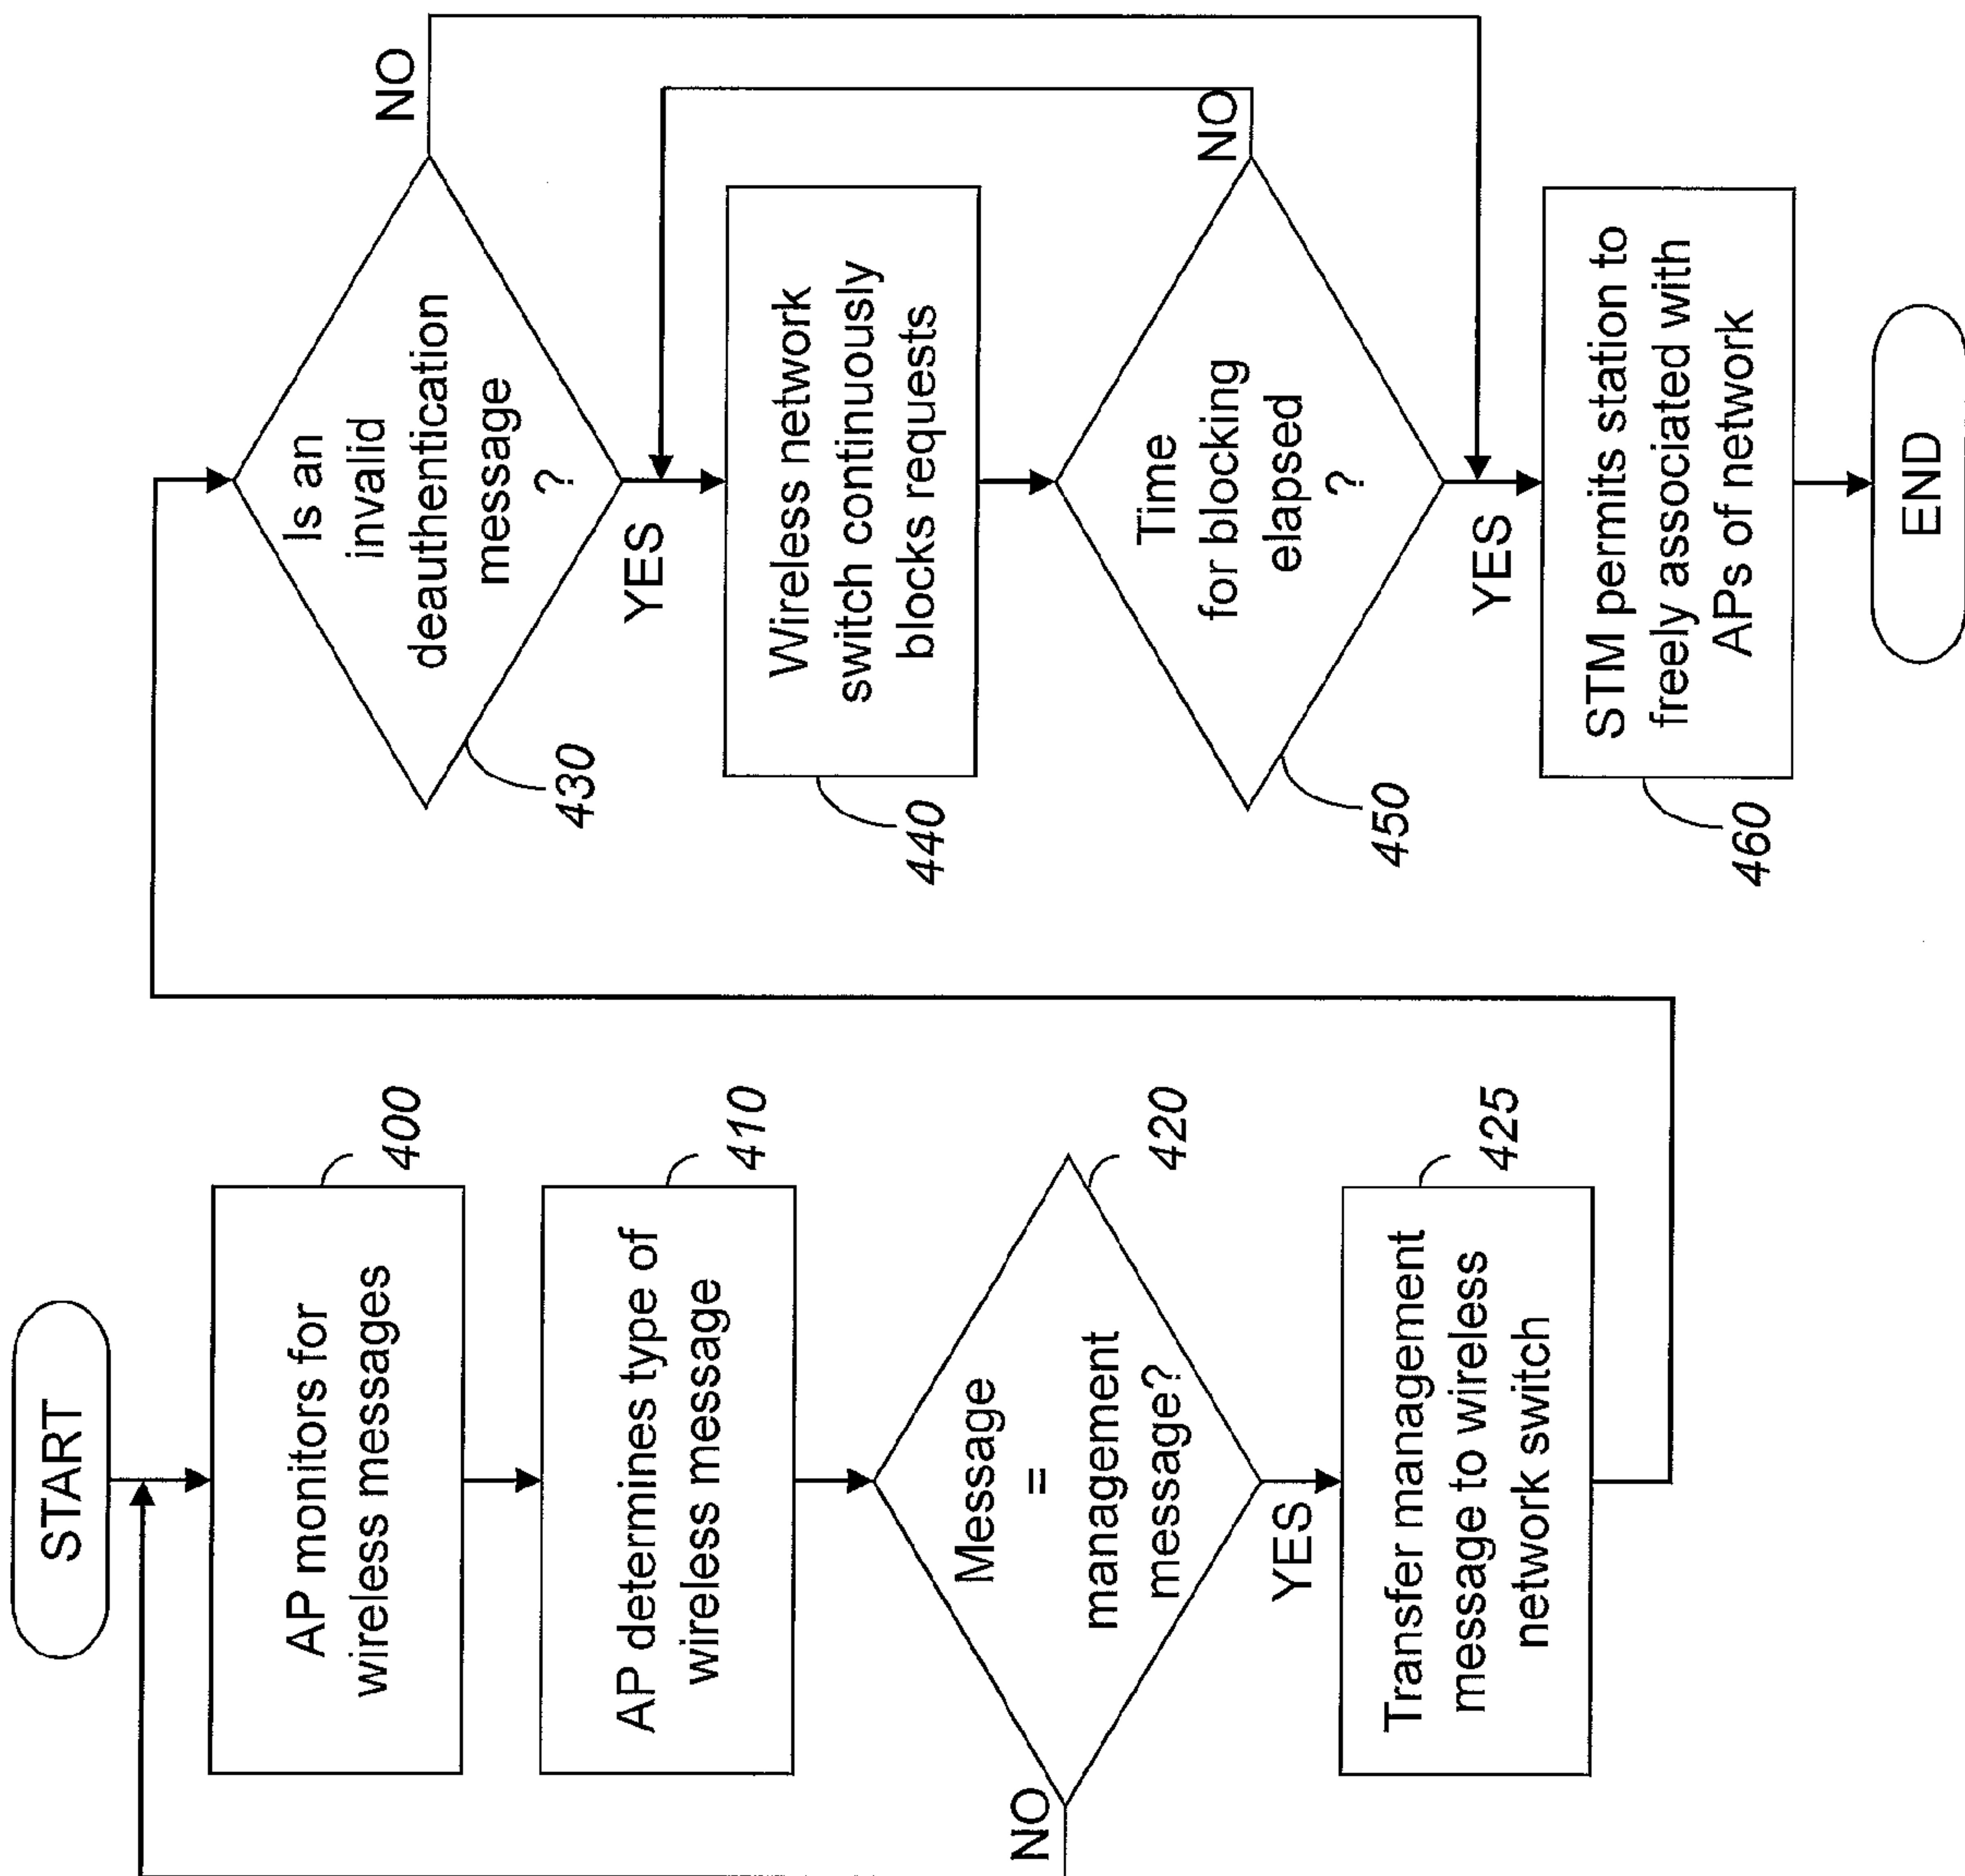 START
AP monitors for
wireless messages
400
AP determines type of
wireless message
410
Message
=
management
message?
420
NO
YES
Transfer management
message to wireless
network switch
425
Is an
invalid
deauthentication
message
?
430
NO
YES
Wireless network
switch continuously
blocks requests
440
Time
for blocking
elapsed
?
450
NO
YES
STM permits station to
freely associated with
APs of network
460
END